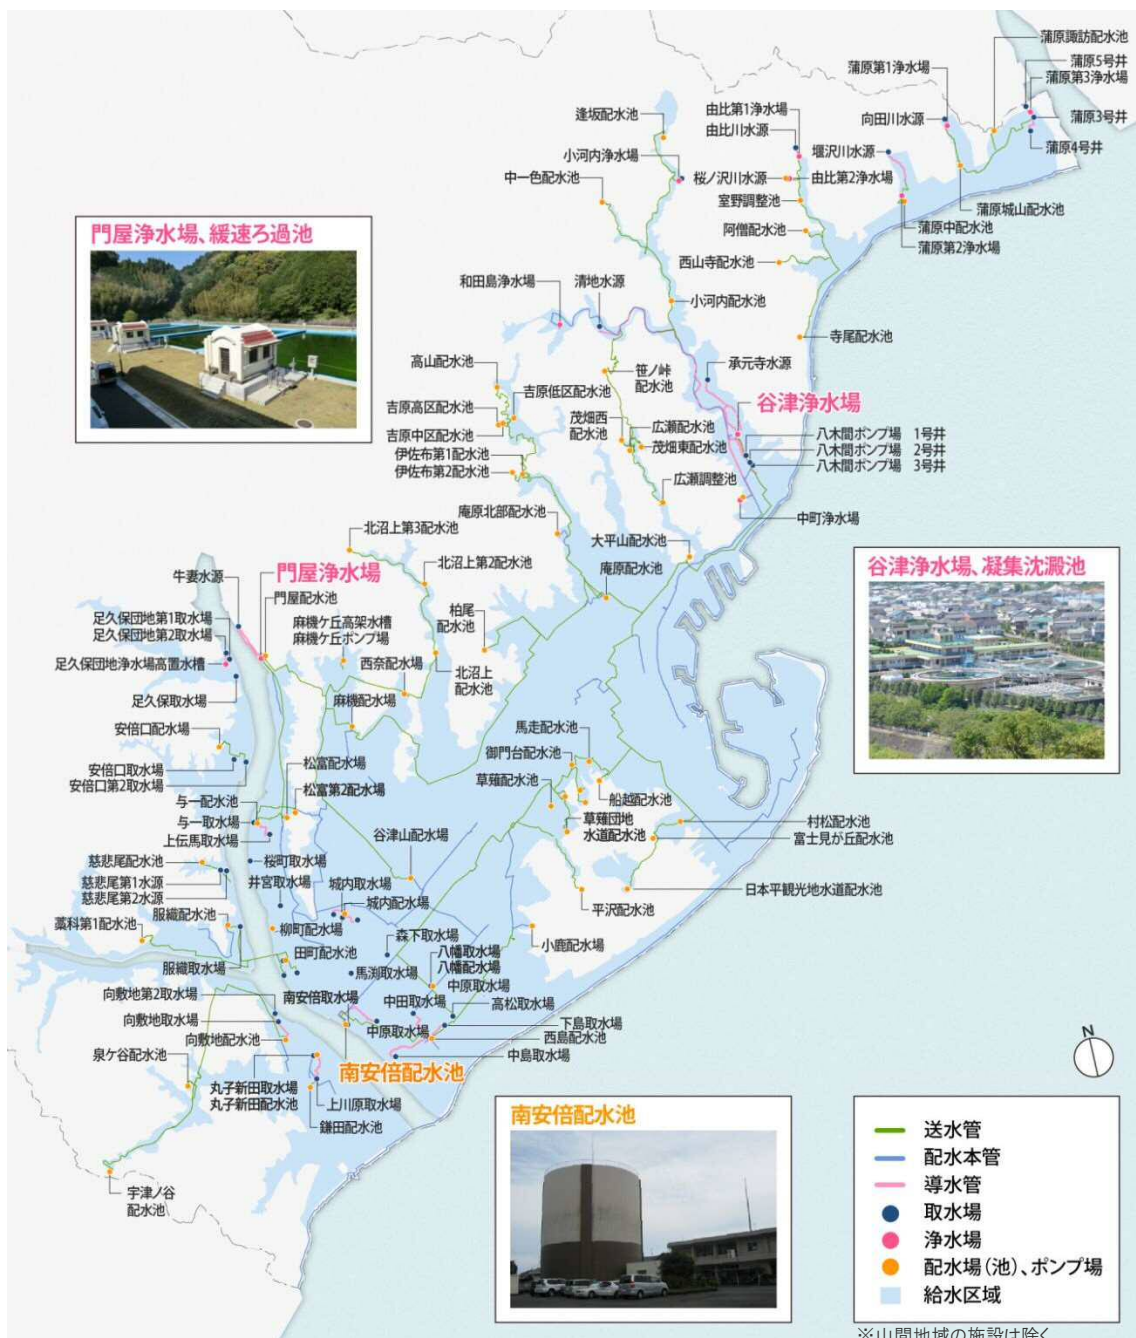 蒲原諏訪配水池
蒲原5号井
蒲原第1浄水場
蒲原第3浄水場
逢坂配水池
由比第1浄水場
由比川水源
向田川水源
蒲原3号井
堰沢川水源
蒲原4号井
小河内浄水場
中一色配水池
桜ノ沢川水源
由比第2浄水場
室野調整池
蒲原城山配水池
阿僧配水池
蒲原中配水池
蒲原第2浄水場
門屋浄水場、緩速ろ過池
西山寺配水池
和田島浄水場
清地水源
小河内配水池
寺尾配水池
高山配水池
笹ノ峠
配水池
承元寺水源
吉原低区配水池
谷津浄水場
吉原高区配水池
茂畑西
配水池
広瀬配水池
吉原中区配水池
茂畑東配水池
八木間ポンプ場 1号井
八木間ポンプ場 2号井
八木間ポンプ場 3号井
伊佐布第1配水池
伊佐布第2配水池
広瀬調整池
庵原北部配水池
中町浄水場
北沼上第3配水池
大平山配水池
北沼上第2配水池
庵原配水池
谷津浄水場、凝集沈澱池
牛妻水源
門屋浄水場
門屋配水池
足久保団地第1取水場
足久保団地第2取水場
足久保団地浄水場高置水槽
麻機ケ丘高架水槽
麻機ケ丘ポンプ場
柏尾
配水池
西奈配水場
北沼上
配水池
足久保取水場
麻機配水場
安倍口配水場
馬走配水池
御門台配水池
安倍口取水場
安倍口第2取水場
松富配水場
松富第2配水場
草薙配水池
船越配水池
与一配水池
与一取水場
上伝馬取水場
谷津山配水場
草薙団地
水道配水池
村松配水池
富士見が丘配水池
慈悲尾配水池
桜町取水場
慈悲尾第1水源
慈悲尾第2水源
井宮取水場
城内取水場
城内配水場
日本平観光地水道配水池
平沢配水池
服織配水池
藁科第1配水池
柳町配水場
森下取水場
小鹿配水場
田町配水池
八幡取水場
八幡配水場
服織取水場
馬渕取水場
中原取水場
向敷地第2取水場
南安倍取水場
中田取水場
高松取水場
向敷地取水場
中原取水場
下島取水場
向敷地配水池
西島配水池
泉ケ谷配水池
中島取水場
南安倍配水池
丸子新田取水場
丸子新田配水池
上川原取水場
鎌田配水池
N
宇津ノ谷
配水池
南安倍配水池
送水管
配水本管
導水管
取水場
浄水場
配水場(池)、ポンプ場
給水区域
※山間地域の施設は除く